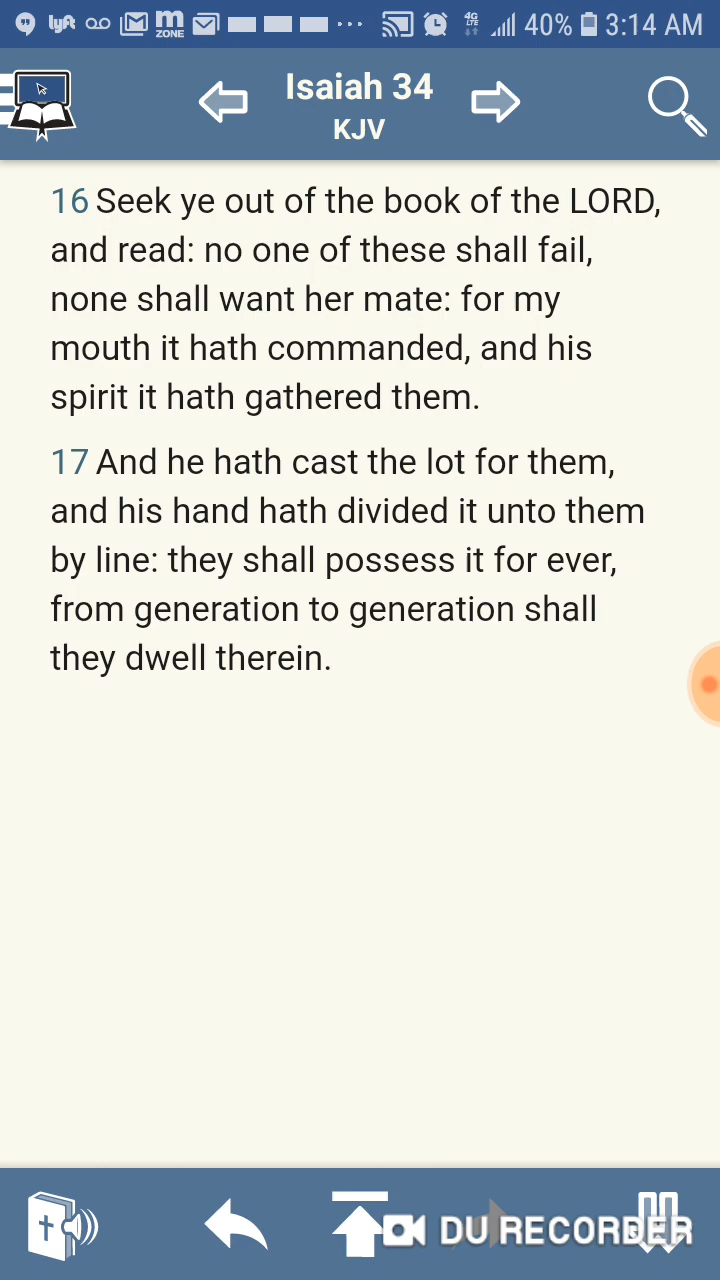 lyft M m ZONE 4G LTE 40% 3:14 AM
Isaiah 34
KJV
16 Seek ye out of the book of the LORD,
and read: no one of these shall fail,
none shall want her mate: for my
mouth it hath commanded, and his
spirit it hath gathered them.
17 And he hath cast the lot for them,
and his hand hath divided it unto them
by line: they shall possess it for ever,
from generation to generation shall
they dwell therein.
DU RECORDER